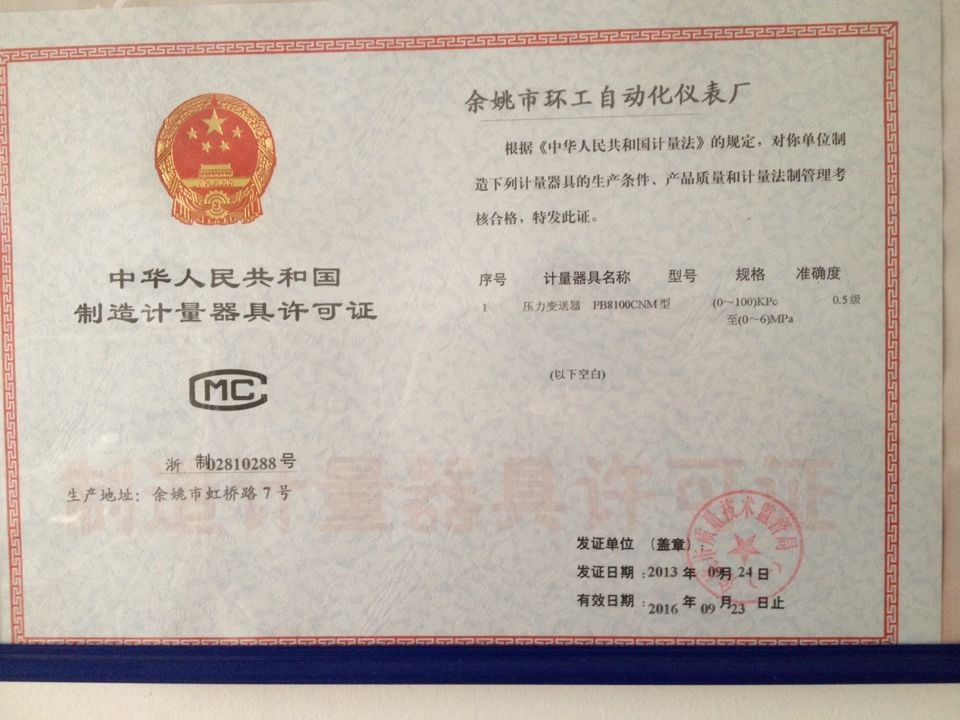 中华人民共和国
制造计量器具许可证
MC
浙 制02810288号
生产地址：余姚市虹桥路7号
余姚市环工自动化仪表厂
根据《中华人民共和国计量法》的规定，对你单位制
造下列计量器具的生产条件、产品质量和计量法制管理考
核合格，特发此证。
序号 计量器具名称 型号 规格 准确度
1 压力变送器 PB8100CNM型 (0～100)KPc 0.5级
至(0～6)MPa
(以下空白)
制造计量器具许可证
发证单位 （盖章）：
发证日期：2013年09月24日
有效日期：2016年09月23日止
市质量技术监督局